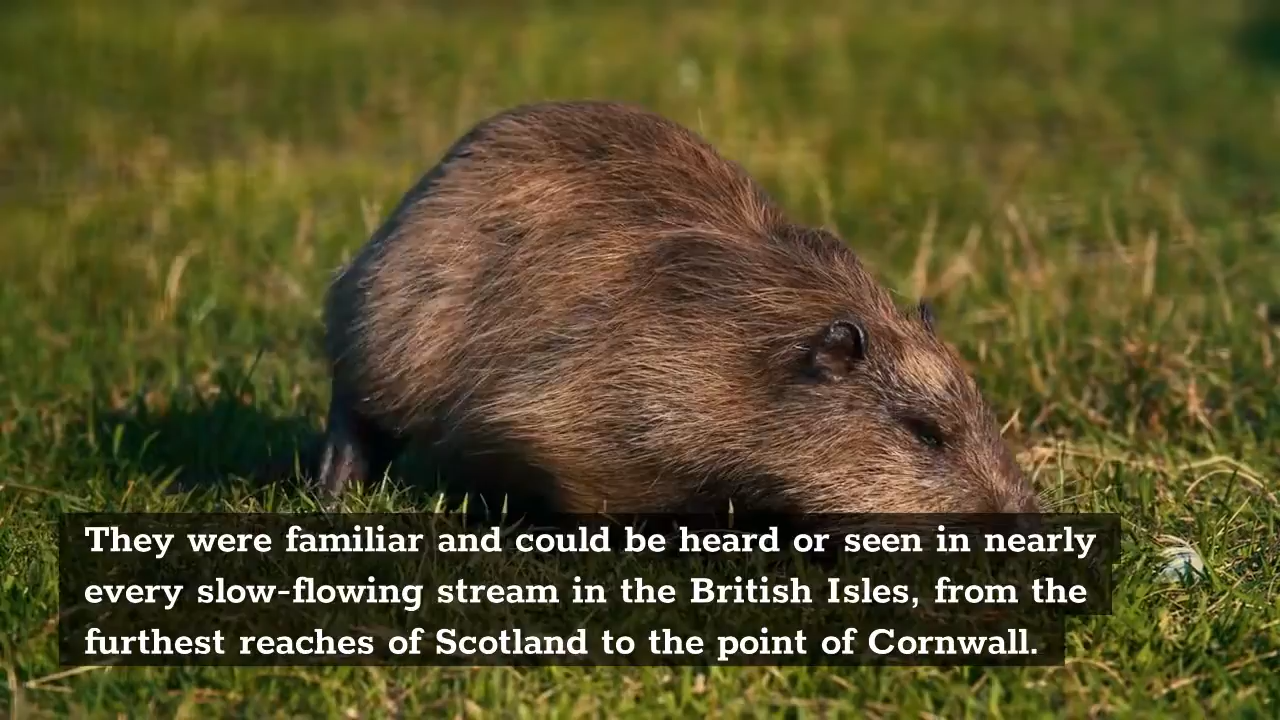 They were familiar and could be heard or seen in nearly
every slow-flowing stream in the British Isles, from the
furthest reaches of Scotland to the point of Cornwall.